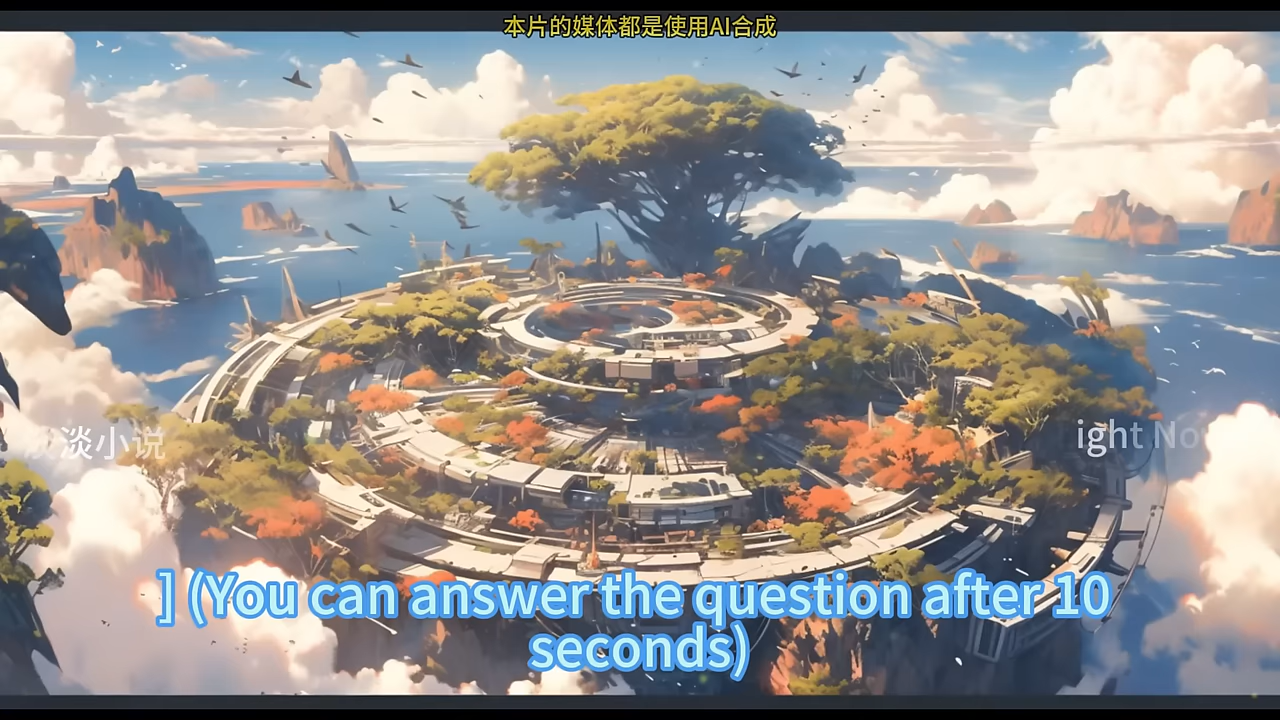 本片的媒体都是使用AI合成
淡小说
ight No
] (You can answer the question after 10
seconds)